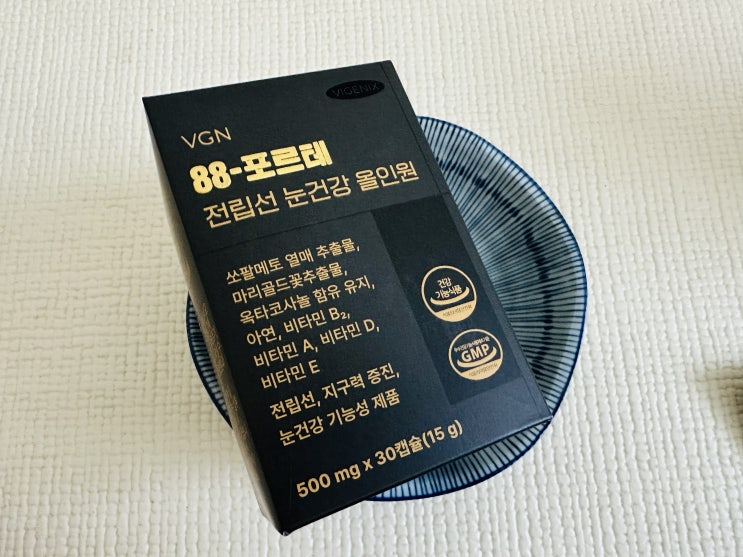 VIGENIX
VGN
88-포르테
전립선 눈건강 올인원
쏘팔메토 열매 추출물,
마리골드꽃추출물,
옥타코사놀 함유 유지,
아연, 비타민 B₂,
비타민 A, 비타민 D,
비타민 E
전립선, 지구력 증진,
눈건강 기능성 제품
건강
기능식품
GMP
500 mg x 30캡슐(15 g)